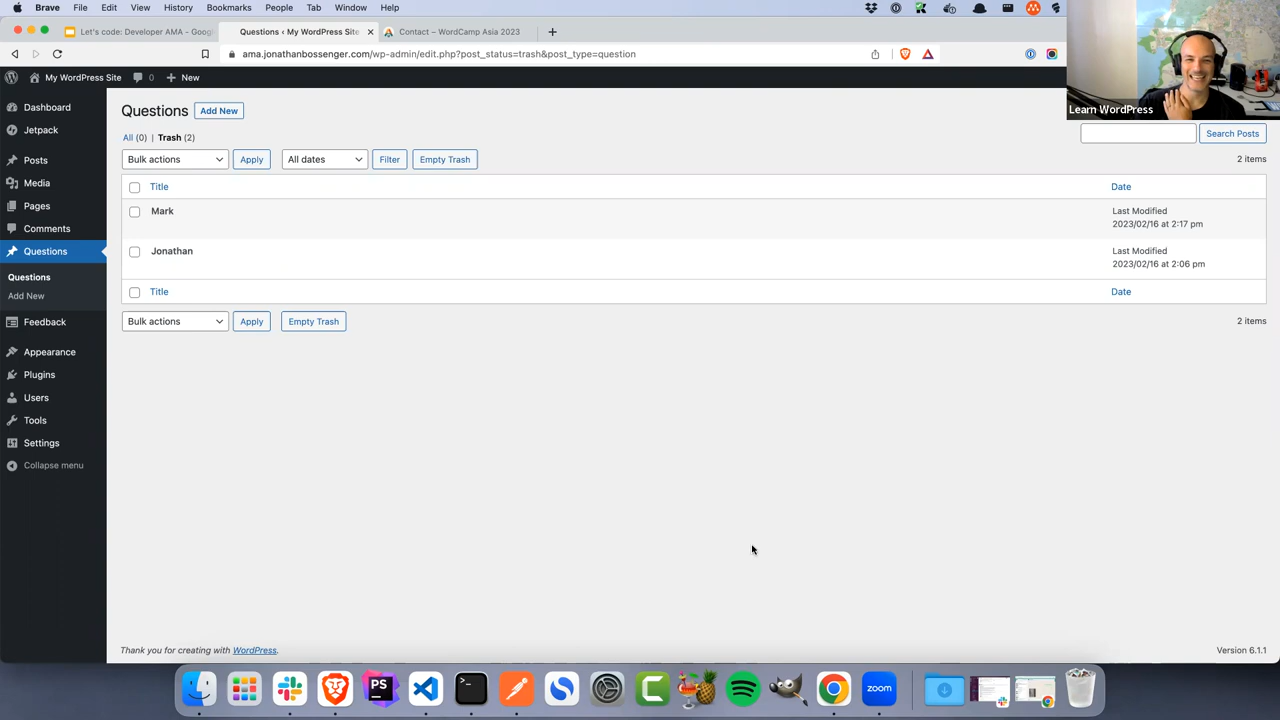 Brave File Edit View History Bookmarks People Tab Window Help
Let's code: Developer AMA - Goog
Questions ‹ My WordPress Site
Contact – WordCamp Asia 2023
ama.jonathanbossenger.com/wp-admin/edit.php?post_status=trash&post_type=question
My WordPress Site 0 New
Learn WordPress
Dashboard
Jetpack
Posts
Media
Pages
Comments
Questions
Questions
Add New
Feedback
Appearance
Plugins
Users
Tools
Settings
Collapse menu
Questions Add New
All (0) | Trash (2)
Search Posts
Bulk actions Apply All dates Filter Empty Trash
2 items
Title Date
Mark Last Modified
2023/02/16 at 2:17 pm
Jonathan Last Modified
2023/02/16 at 2:06 pm
Title Date
Bulk actions Apply Empty Trash
2 items
Thank you for creating with WordPress.
Version 6.1.1
PS
>_
zoom